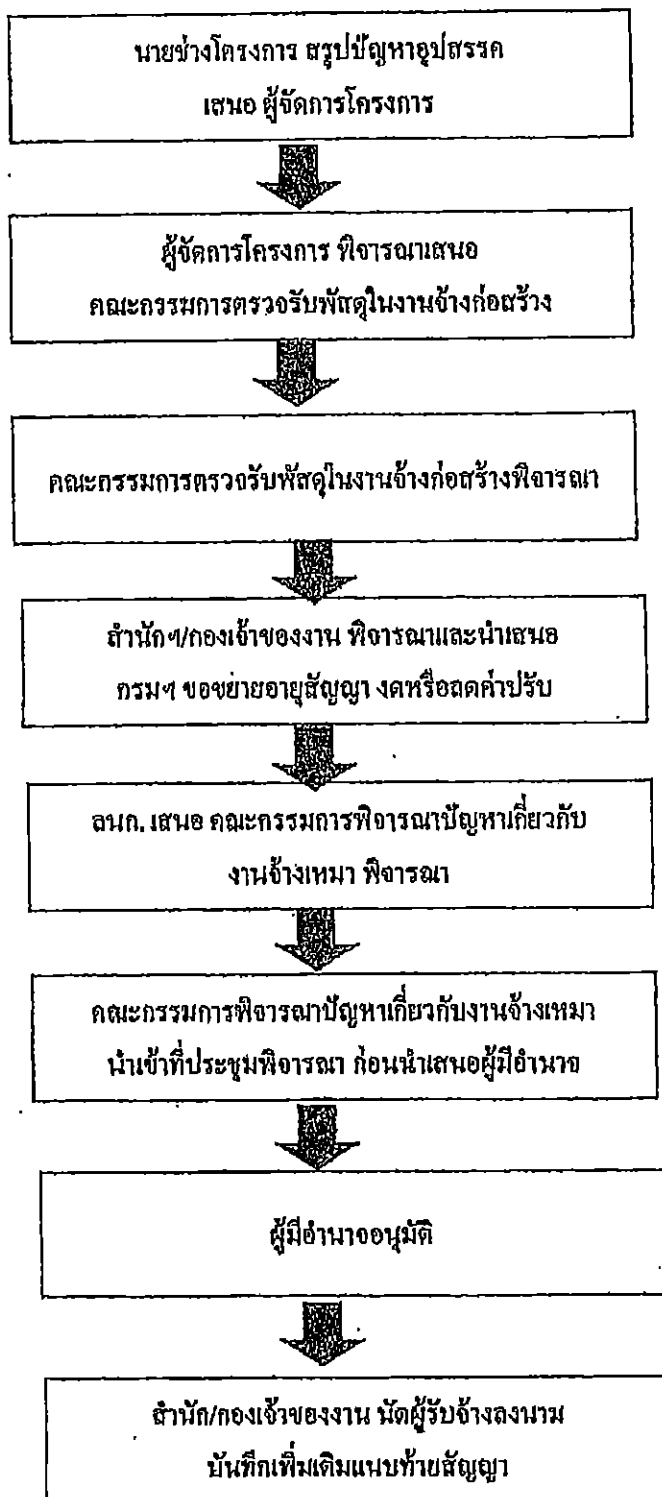 นายช่างโครงการ สรุปปัญหาอุปสรรค
เสนอ ผู้จัดการโครงการ
ผู้จัดการโครงการ พิจารณาเสนอ
คณะกรรมการตรวจรับพัสดุในงานจ้างก่อสร้าง
คณะกรรมการตรวจรับพัสดุในงานจ้างก่อสร้างพิจารณา
สำนักฯ/กองเจ้าของงาน พิจารณาและนำเสนอ
กรมฯ ขอขยายอายุสัญญา งดหรือลดค่าปรับ
ลนก. เสนอ คณะกรรมการพิจารณาปัญหาเกี่ยวกับ
งานจ้างเหมา พิจารณา
คณะกรรมการพิจารณาปัญหาเกี่ยวกับงานจ้างเหมา
นำเข้าที่ประชุมพิจารณา ก่อนนำเสนอผู้มีอำนาจ
ผู้มีอำนาจอนุมัติ
สำนัก/กองเจ้าของงาน นัดผู้รับจ้างลงนาม
บันทึกเพิ่มเติมแนบท้ายสัญญา